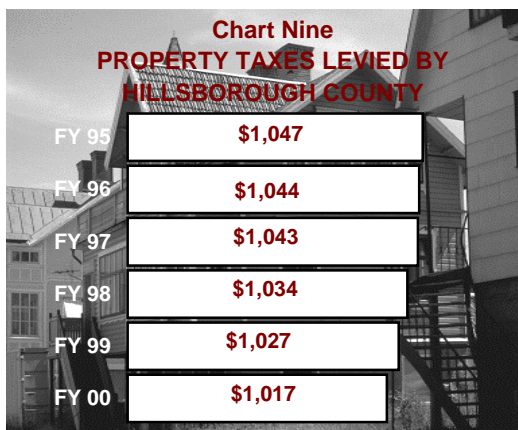 Chart Nine
PROPERTY TAXES LEVIED BY
HILLSBOROUGH COUNTY
FY 95 $1,047
FY 96 $1,044
FY 97 $1,043
FY 98 $1,034
FY 99 $1,027
FY 00 $1,017